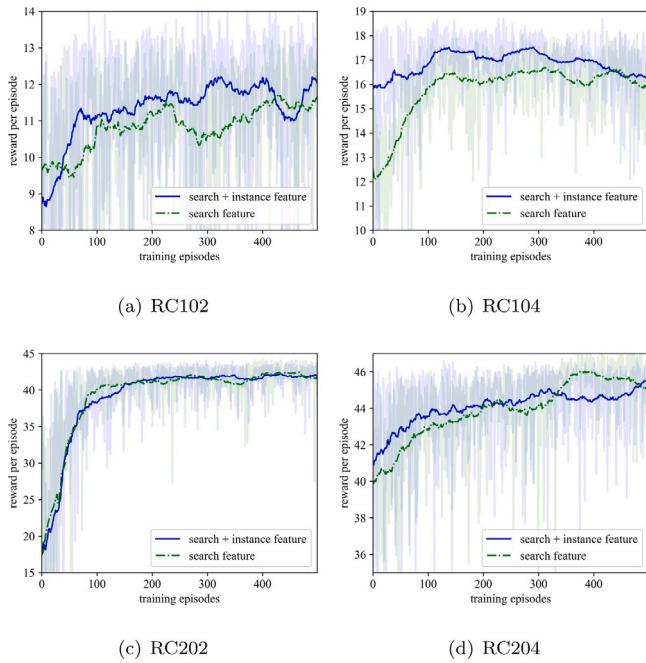 14
13
12
11
10
9
8
reward per episode
search + instance feature
search feature
0 100 200 300 400
training episodes
(a) RC102
19
18
17
16
15
14
13
12
11
10
reward per episode
search + instance feature
search feature
0 100 200 300 400
training episodes
(b) RC104
45
40
35
30
25
20
15
reward per episode
search + instance feature
search feature
0 100 200 300 400
training episodes
(c) RC202
46
44
42
40
38
36
reward per episode
search + instance feature
search feature
0 100 200 300 400
training episodes
(d) RC204